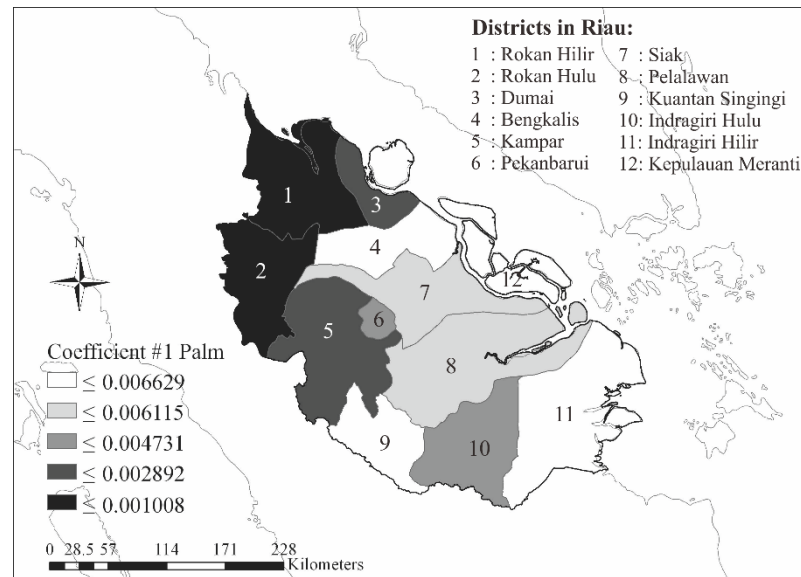 Districts in Riau:
1 : Rokan Hilir
2 : Rokan Hulu
3 : Dumai
4 : Bengkalis
5 : Kampar
6 : Pekanbarui
7 : Siak
8 : Pelalawan
9 : Kuantan Singingi
10: Indragiri Hulu
11: Indragiri Hilir
12: Kepulauan Meranti
1
3
2
4
12
7
6
5
8
11
9
10
N
Coefficient #1 Palm
≤ 0.006629
≤ 0.006115
≤ 0.004731
≤ 0.002892
≤ 0.001008
0 28.5 57 114 171 228
Kilometers